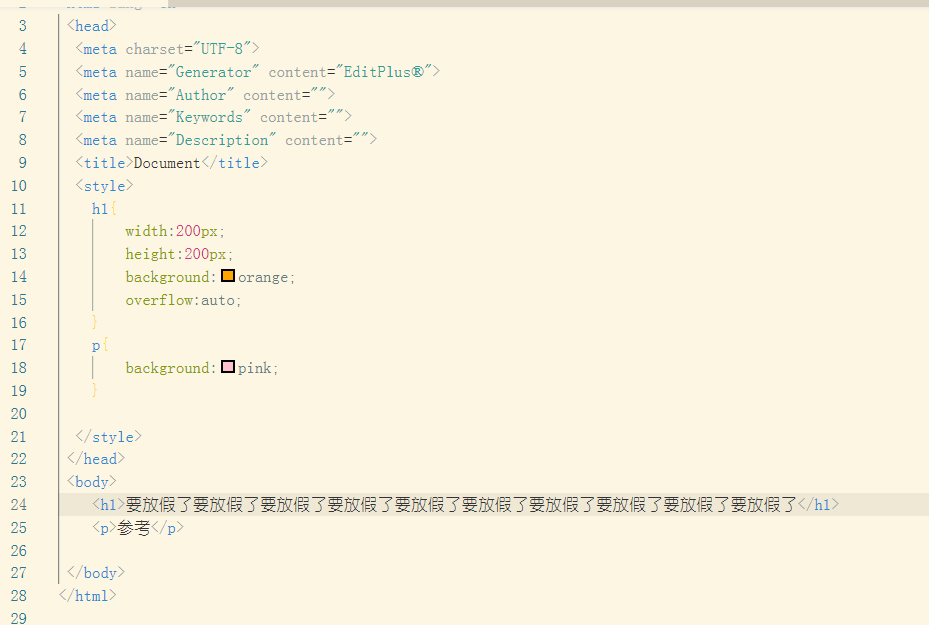 3 <head>
4 <meta charset="UTF-8">
5 <meta name="Generator" content="EditPlus®">
6 <meta name="Author" content="">
7 <meta name="Keywords" content="">
8 <meta name="Description" content="">
9 <title>Document</title>
10 <style>
11 h1{
12 width:200px;
13 height:200px;
14 background:orange;
15 overflow:auto;
16 }
17 p{
18 background:pink;
19 }
20
21 </style>
22 </head>
23 <body>
24 <h1>要放假了要放假了要放假了要放假了要放假了要放假了要放假了要放假了要放假了要放假了</h1>
25 <p>参考</p>
26
27 </body>
28 </html>
29